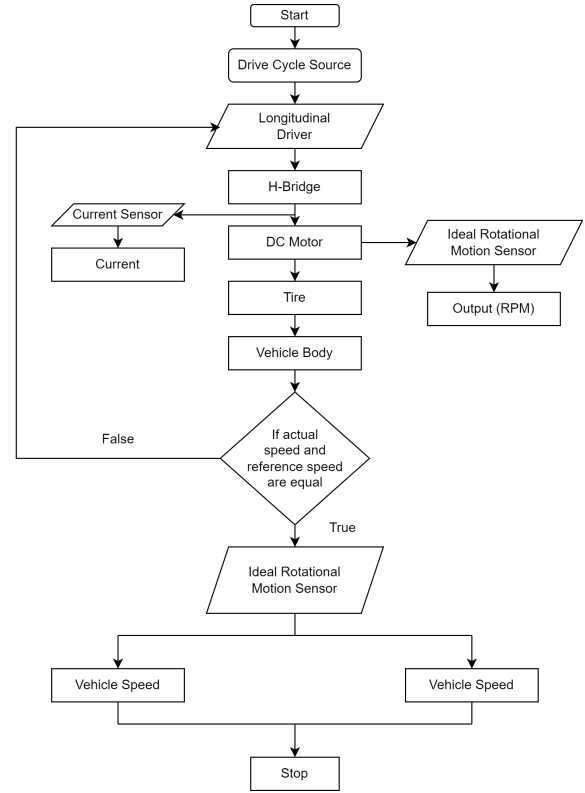 Start
Drive Cycle Source
Longitudinal
Driver
H-Bridge
Current Sensor
DC Motor
Ideal Rotational
Motion Sensor
Current
Tire
Output (RPM)
Vehicle Body
False
If actual
speed and
reference speed
are equal
True
Ideal Rotational
Motion Sensor
Vehicle Speed
Vehicle Speed
Stop